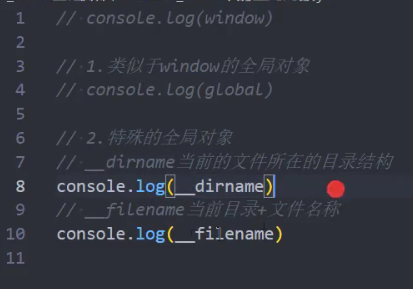 1 // console.log(window)
2
3 // 1.类似于window的全局对象
4 // console.log(global)
5
6 // 2.特殊的全局对象
7 // __dirname当前的文件所在的目录结构
8 console.log(__dirname)
9 // __filename当前目录+文件名称
10 console.log(__filename)
11